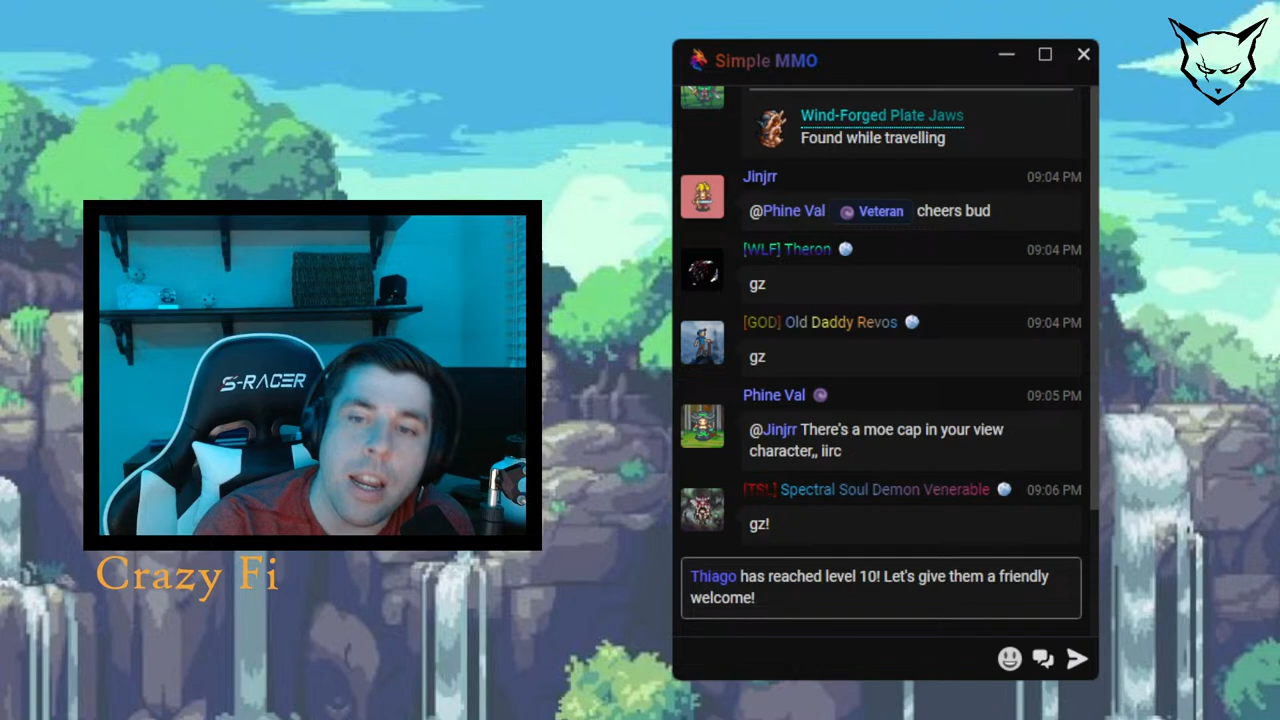 Simple MMO
Wind-Forged Plate Jaws
Found while travelling
Jinjrr 09:04 PM
@Phine Val Veteran cheers bud
[WLF] Theron 09:04 PM
gz
[GOD] Old Daddy Revos 09:04 PM
gz
Phine Val 09:05 PM
@Jinjrr There's a moe cap in your view
character,, iirc
[TSL] Spectral Soul Demon Venerable 09:06 PM
gz!
Thiago has reached level 10! Let's give them a friendly
welcome!
S-RACER
Crazy Fi